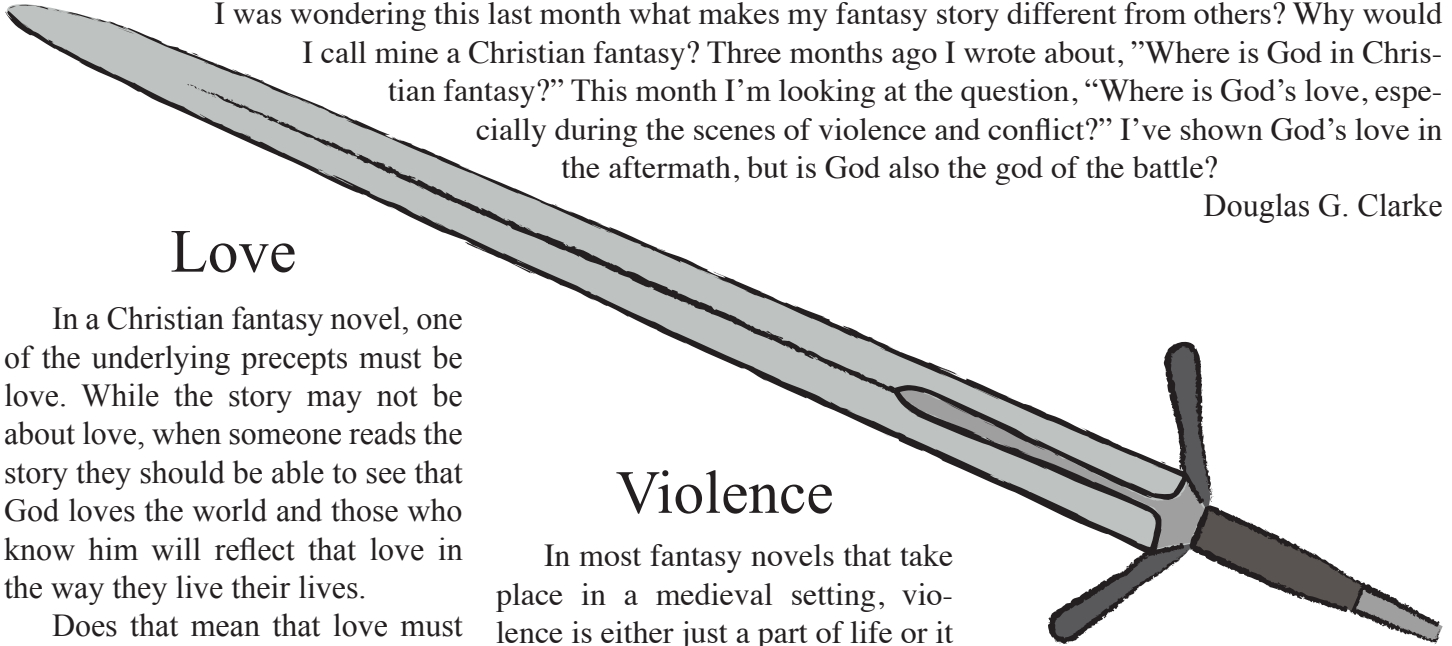 I was wondering this last month what makes my fantasy story different from others? Why would
I call mine a Christian fantasy? Three months ago I wrote about, ”Where is God in Chris-
tian fantasy?” This month I’m looking at the question, “Where is God’s love, espe-
cially during the scenes of violence and conflict?” I’ve shown God’s love in
the aftermath, but is God also the god of the battle?
Douglas G. Clarke
Love
In a Christian fantasy novel, one
of the underlying precepts must be
love. While the story may not be
about love, when someone reads the
story they should be able to see that
God loves the world and those who
know him will reflect that love in
the way they live their lives.
Does that mean that love must
Violence
In most fantasy novels that take
place in a medieval setting, vio-
lence is either just a part of life or it